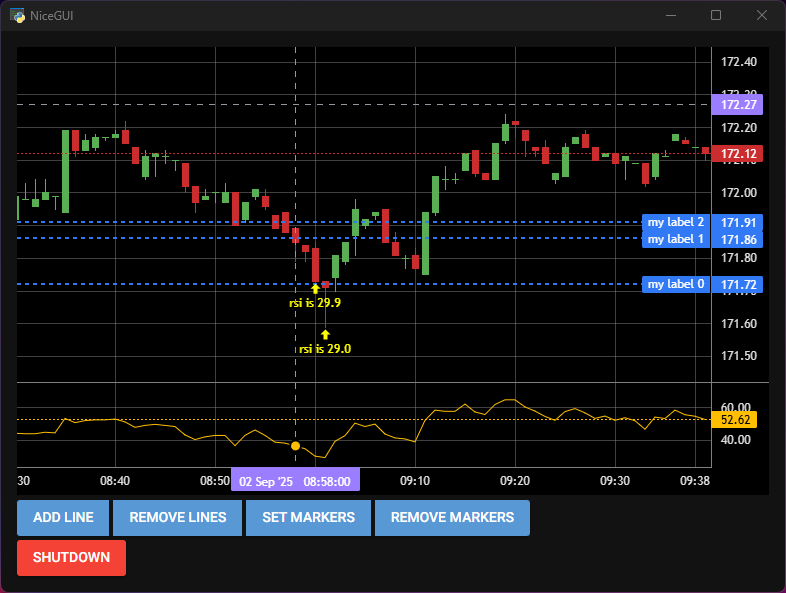 NiceGUI
172.40
172.27
172.20
172.12
172.00
my label 2 171.91
my label 1 171.86
171.80
my label 0 171.72
rsi is 29.9
171.60
rsi is 29.0
171.50
60.00
52.62
40.00
30 08:40 08:50 02 Sep '25 08:58:00 09:10 09:20 09:30 09:38
ADD LINE REMOVE LINES SET MARKERS REMOVE MARKERS
SHUTDOWN